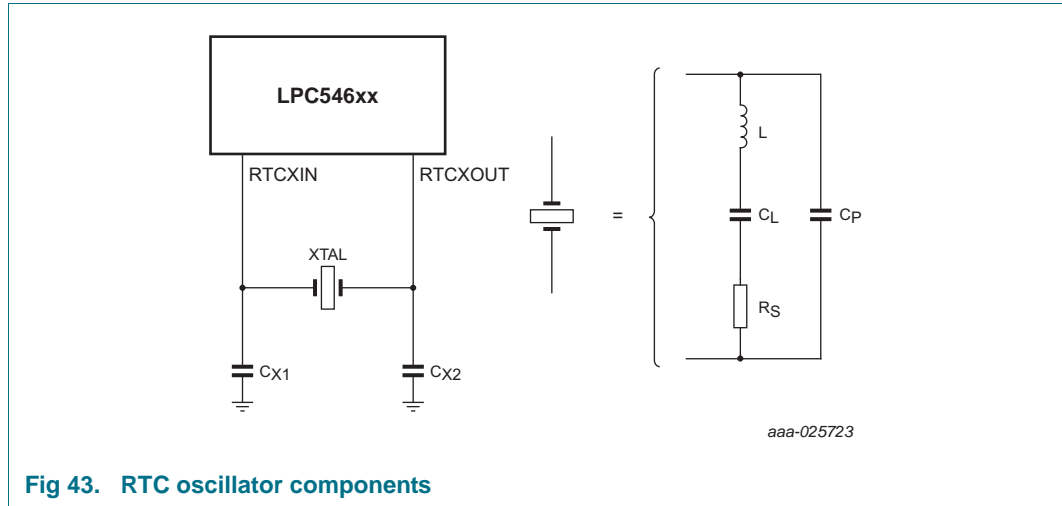 LPC546xx
RTCXIN
RTCXOUT
XTAL
CX1
CX2
=
L
CL
CP
RS
aaa-025723
Fig 43. RTC oscillator components